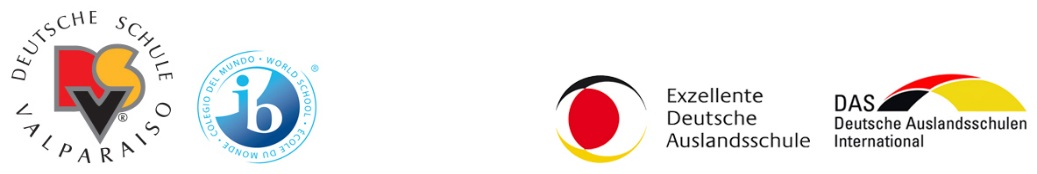 DEUTSCHE SCHULE
VALPARAISO
DSV®
COLEGIO DEL MUNDO · WORLD SCHOOL · ÉCOLE DU MONDE ·
ib
®
Exzellente
Deutsche
Auslandsschule
DAS
Deutsche Auslandsschulen
International